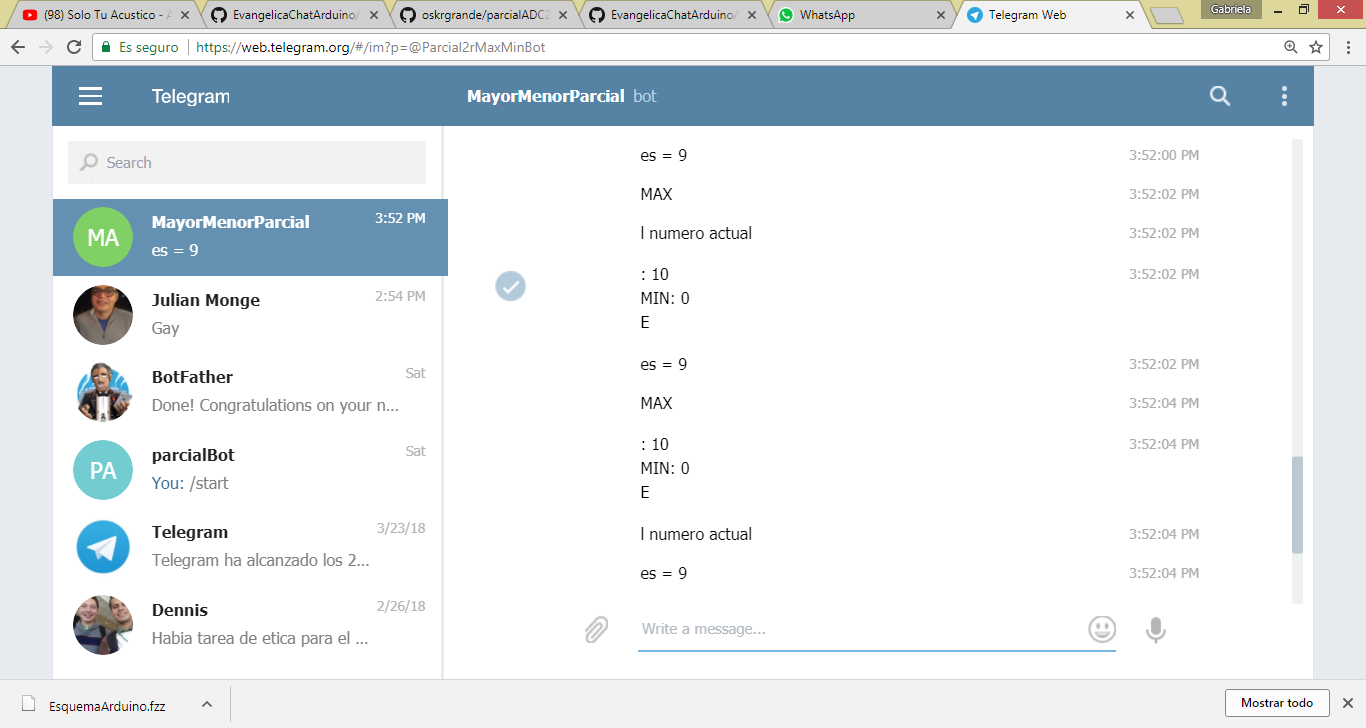 (98) Solo Tu Acustico - A
EvangelicaChatArduino/
oskrgrande/parcialADC2
EvangelicaChatArduino/
WhatsApp
Telegram Web
Gabriela
Es seguro
https://web.telegram.org/#/im?p=@Parcial2rMaxMinBot
Telegram
MayorMenorParcial bot
Search
MA
MayorMenorParcial 3:52 PM
es = 9
Julian Monge 2:54 PM
Gay
BotFather Sat
Done! Congratulations on your n...
PA
parcialBot Sat
You: /start
Telegram 3/23/18
Telegram ha alcanzado los 2...
Dennis 2/26/18
Habia tarea de etica para el ...
es = 9 3:52:00 PM
MAX 3:52:02 PM
l numero actual 3:52:02 PM
: 10 3:52:02 PM
MIN: 0
E
es = 9 3:52:02 PM
MAX 3:52:04 PM
: 10 3:52:04 PM
MIN: 0
E
l numero actual 3:52:04 PM
es = 9 3:52:04 PM
Write a message...
EsquemaArduino.fzz
Mostrar todo